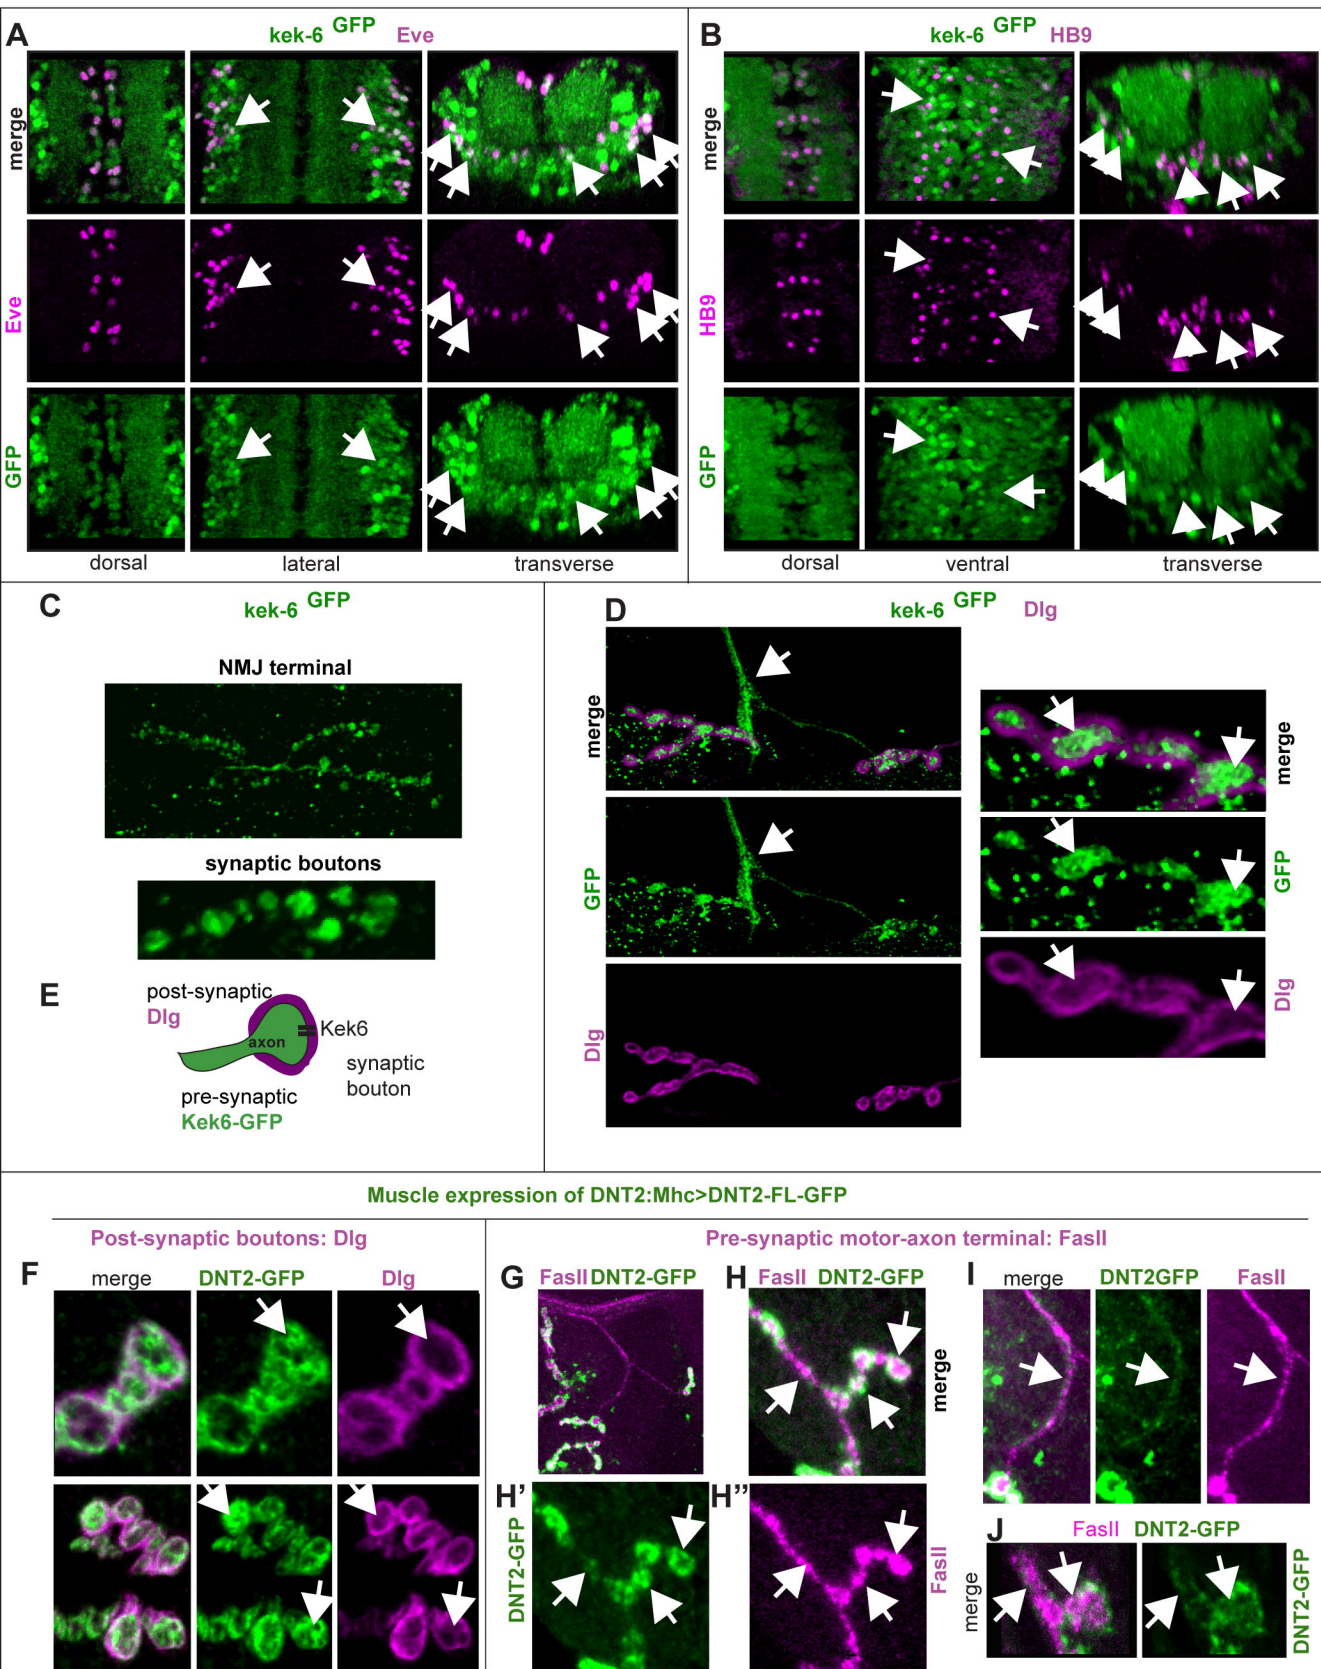 A
kek-6 GFP Eve
merge
Eve
GFP
dorsal lateral transverse
B
kek-6 GFP HB9
merge
HB9
GFP
dorsal ventral transverse
C
kek-6 GFP
NMJ terminal
synaptic boutons
D
kek-6 GFP Dlg
merge
GFP
Dlg
merge
GFP
Dlg
E
post-synaptic
Dlg
axon
Kek6
synaptic
bouton
pre-synaptic
Kek6-GFP
Muscle expression of DNT2:Mhc>DNT2-FL-GFP
Post-synaptic boutons: Dlg
Pre-synaptic motor-axon terminal: FasII
F
merge DNT2-GFP Dlg
G
FasII DNT2-GFP
H
FasII DNT2-GFP
merge
H'
DNT2-GFP
H''
FasII
I
merge DNT2GFP FasII
J
FasII DNT2-GFP
merge
DNT2-GFP